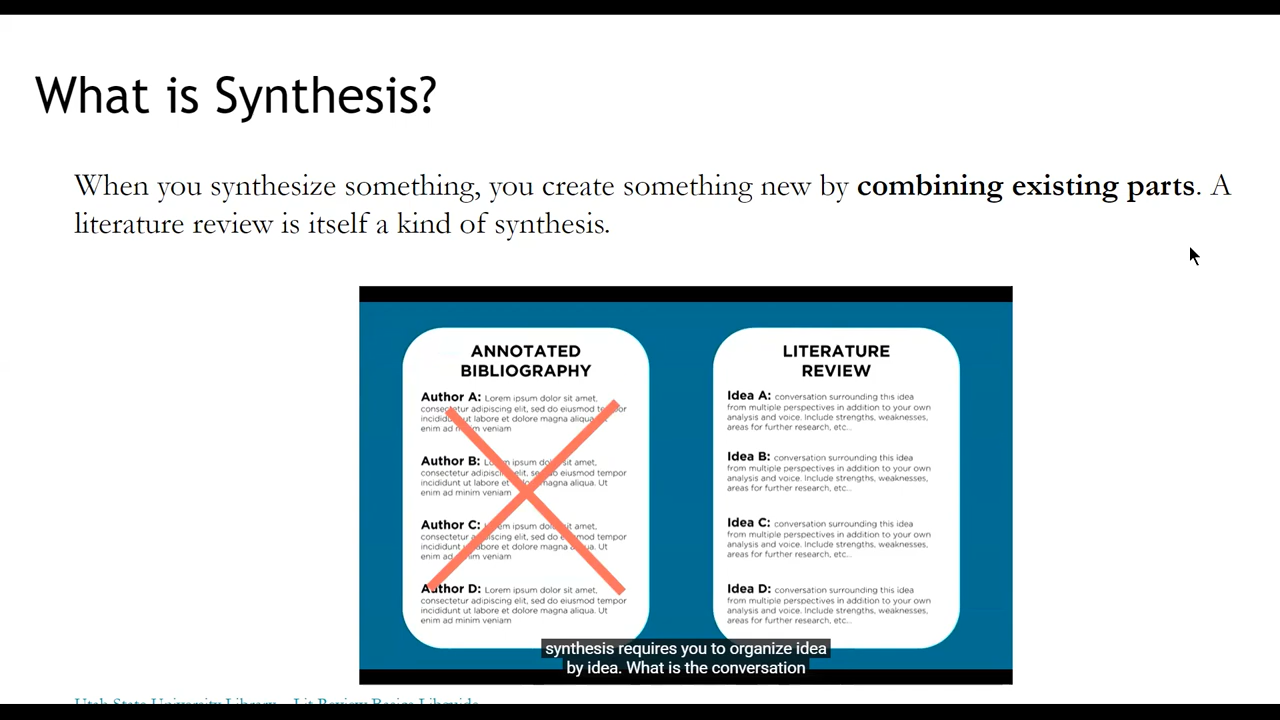 What is Synthesis?
When you synthesize something, you create something new by combining existing parts. A
literature review is itself a kind of synthesis.
ANNOTATED
BIBLIOGRAPHY
Author A: Lorem ipsum dolor sit amet,
consectetur adipiscing elit, sed do eiusmod tempor
incididunt ut labore et dolore magna aliqua. Ut
enim ad minim veniam
Author B: Lorem ipsum dolor sit amet,
consectetur adipiscing elit, sed do eiusmod tempor
incididunt ut labore et dolore magna aliqua. Ut
enim ad minim veniam
Author C: Lorem ipsum dolor sit amet,
consectetur adipiscing elit, sed do eiusmod tempor
incididunt ut labore et dolore magna aliqua. Ut
enim ad minim veniam
Author D: Lorem ipsum dolor sit amet,
consectetur adipiscing elit, sed do eiusmod tempor
incididunt ut labore et dolore magna aliqua. Ut
enim ad minim veniam
LITERATURE
REVIEW
Idea A: conversation surrounding this idea
from multiple perspectives in addition to your own
analysis and voice. Include strengths, weaknesses,
areas for further research, etc...
Idea B: conversation surrounding this idea
from multiple perspectives in addition to your own
analysis and voice. Include strengths, weaknesses,
areas for further research, etc...
Idea C: conversation surrounding this idea
from multiple perspectives in addition to your own
analysis and voice. Include strengths, weaknesses,
areas for further research, etc...
Idea D: conversation surrounding this idea
from multiple perspectives in addition to your own
analysis and voice. Include strengths, weaknesses,
areas for further research, etc...
synthesis requires you to organize idea
by idea. What is the conversation
Utah State University Library – Lit Review Basics Libguide